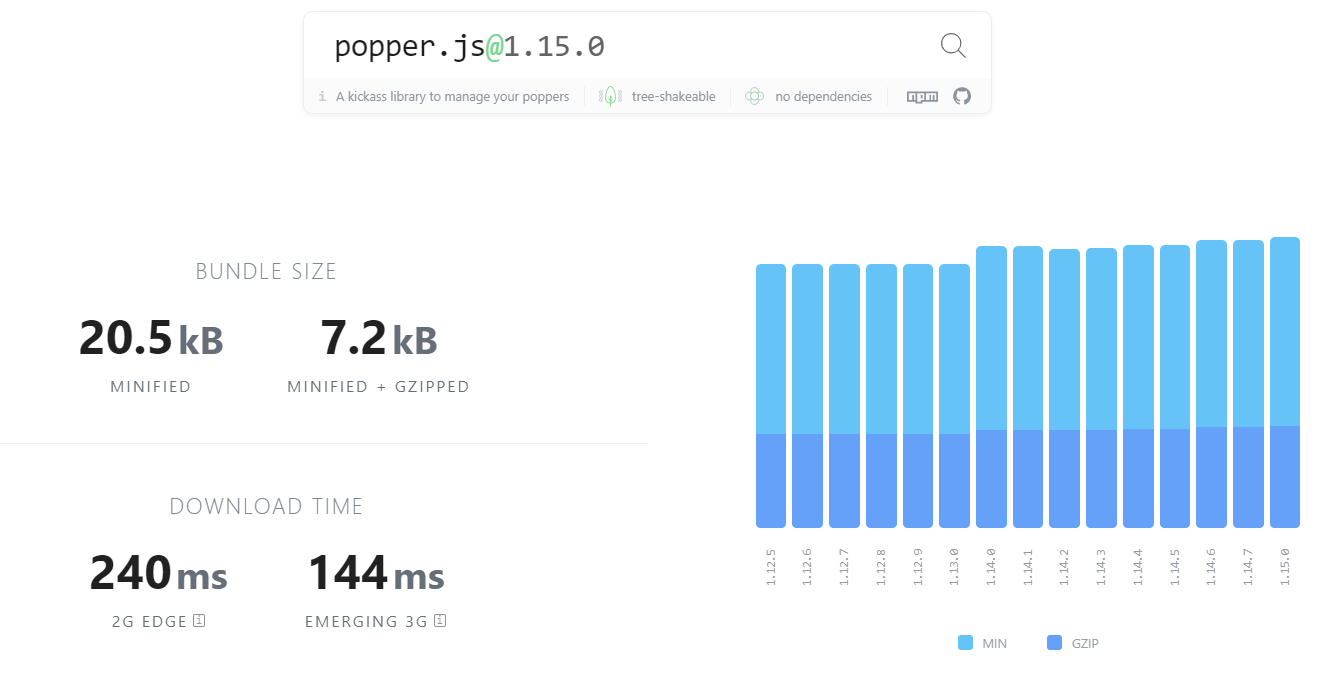 popper.js@1.15.0
i A kickass library to manage your poppers tree-shakeable no dependencies npm
BUNDLE SIZE
20.5 kB 7.2 kB
MINIFIED MINIFIED + GZIPPED
DOWNLOAD TIME
240 ms 144 ms
2G EDGE i EMERGING 3G i
1.12.5 1.12.6 1.12.7 1.12.8 1.12.9 1.13.0 1.14.0 1.14.1 1.14.2 1.14.3 1.14.4 1.14.5 1.14.6 1.14.7 1.15.0
MIN GZIP